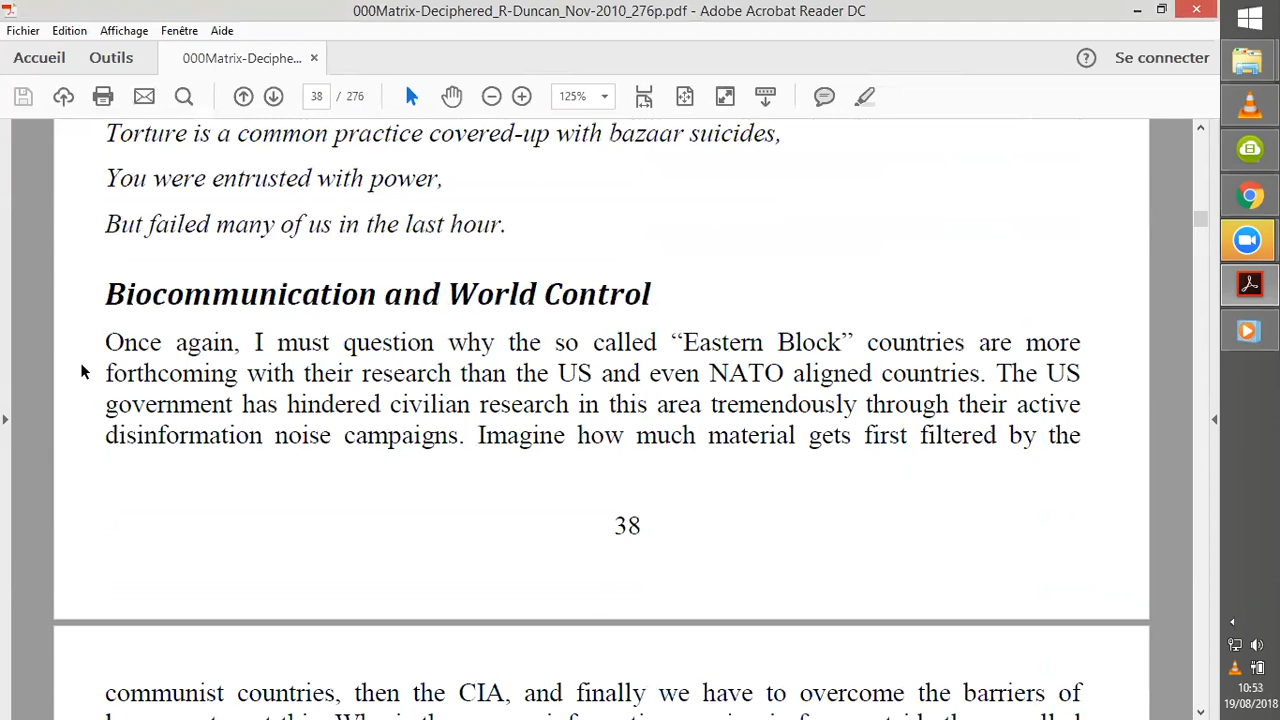 000Matrix-Deciphered_R-Duncan_Nov-2010_276p.pdf - Adobe Acrobat Reader DC
Fichier Edition Affichage Fenêtre Aide
Accueil Outils 000Matrix-Deciphe... × Se connecter
38 / 276 125%
Torture is a common practice covered-up with bazaar suicides,
You were entrusted with power,
But failed many of us in the last hour.
Biocommunication and World Control
Once again, I must question why the so called “Eastern Block” countries are more
forthcoming with their research than the US and even NATO aligned countries. The US
government has hindered civilian research in this area tremendously through their active
disinformation noise campaigns. Imagine how much material gets first filtered by the
38
communist countries, then the CIA, and finally we have to overcome the barriers of
10:53
19/08/2018